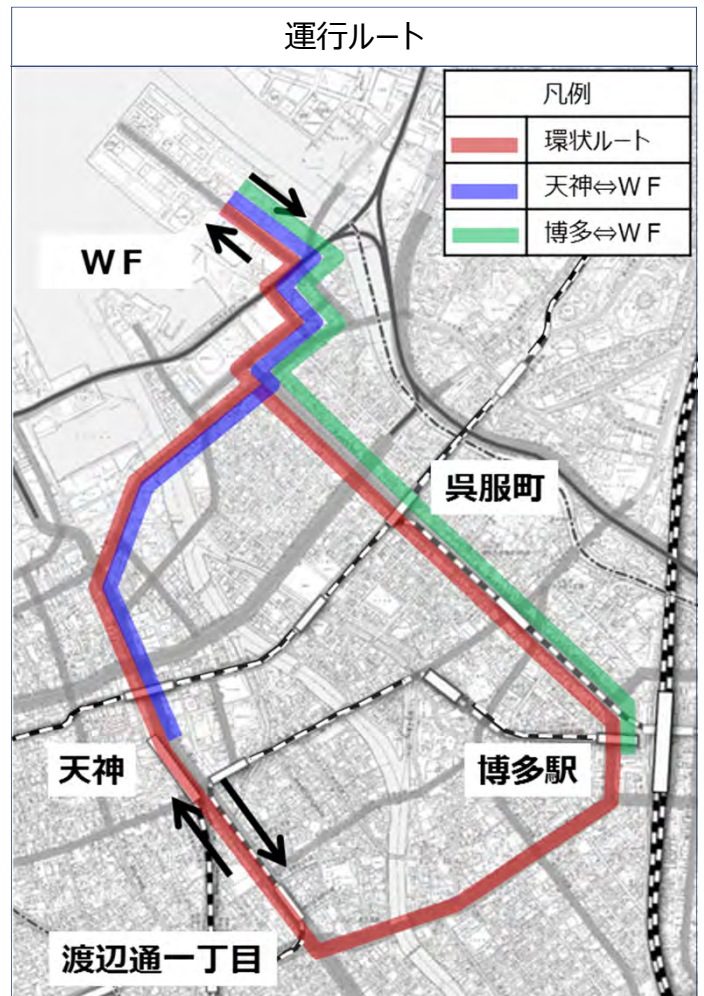 運行ルート
凡例
環状ルート
天神⇔ＷＦ
博多⇔ＷＦ
ＷＦ
呉服町
天神
博多駅
渡辺通一丁目